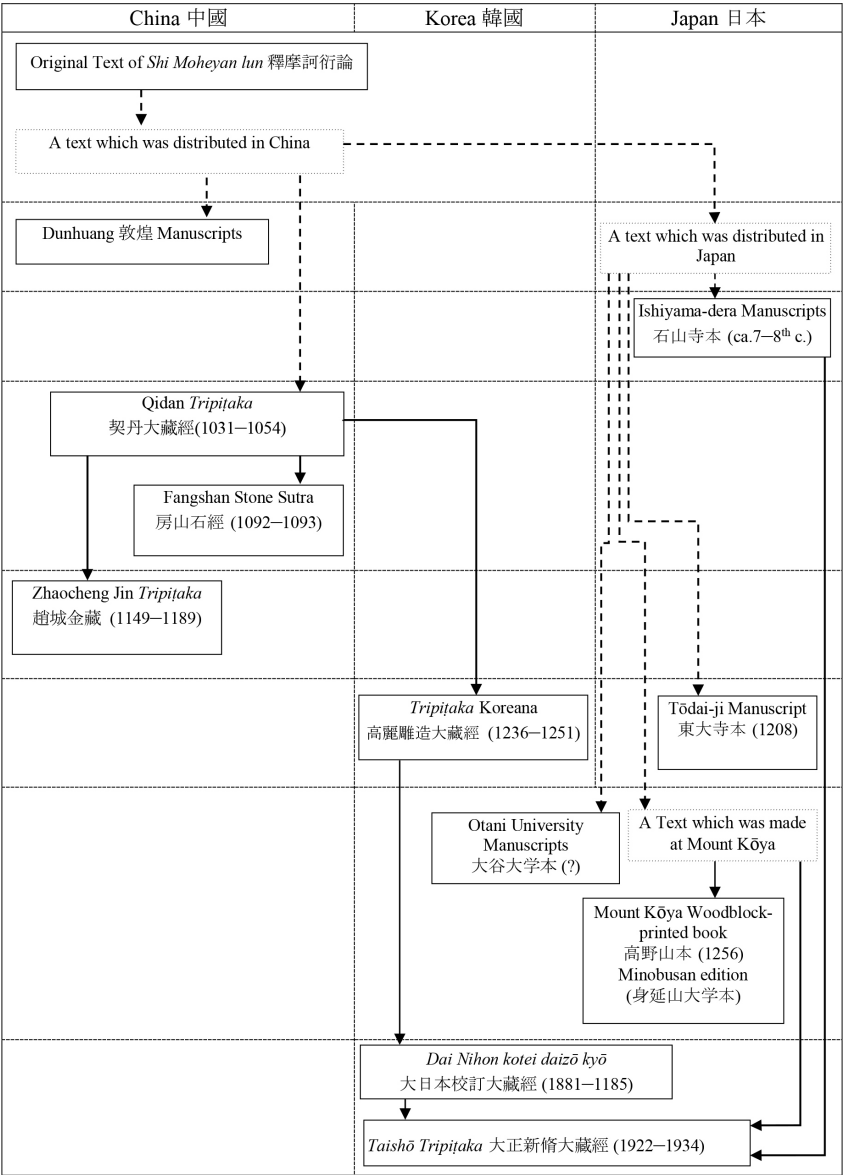 China 中國
Korea 韓國
Japan 日本
Original Text of Shi Moheyan lun 釋摩訶衍論
A text which was distributed in China
Dunhuang 敦煌 Manuscripts
A text which was distributed in
Japan
Ishiyama-dera Manuscripts
石山寺本 (ca.7–8th c.)
Qidan Tripiṭaka
契丹大藏經(1031–1054)
Fangshan Stone Sutra
房山石經 (1092–1093)
Zhaocheng Jin Tripiṭaka
趙城金藏 (1149–1189)
Tripiṭaka Koreana
高麗雕造大藏經 (1236–1251)
Tōdai-ji Manuscript
東大寺本 (1208)
Otani University
Manuscripts
大谷大学本 (?)
A Text which was made
at Mount Kōya
Mount Kōya Woodblock-
printed book
高野山本 (1256)
Minobusan edition
(身延山大学本)
Dai Nihon kotei daizō kyō
大日本校訂大藏經 (1881–1185)
Taishō Tripiṭaka 大正新脩大藏經 (1922–1934)